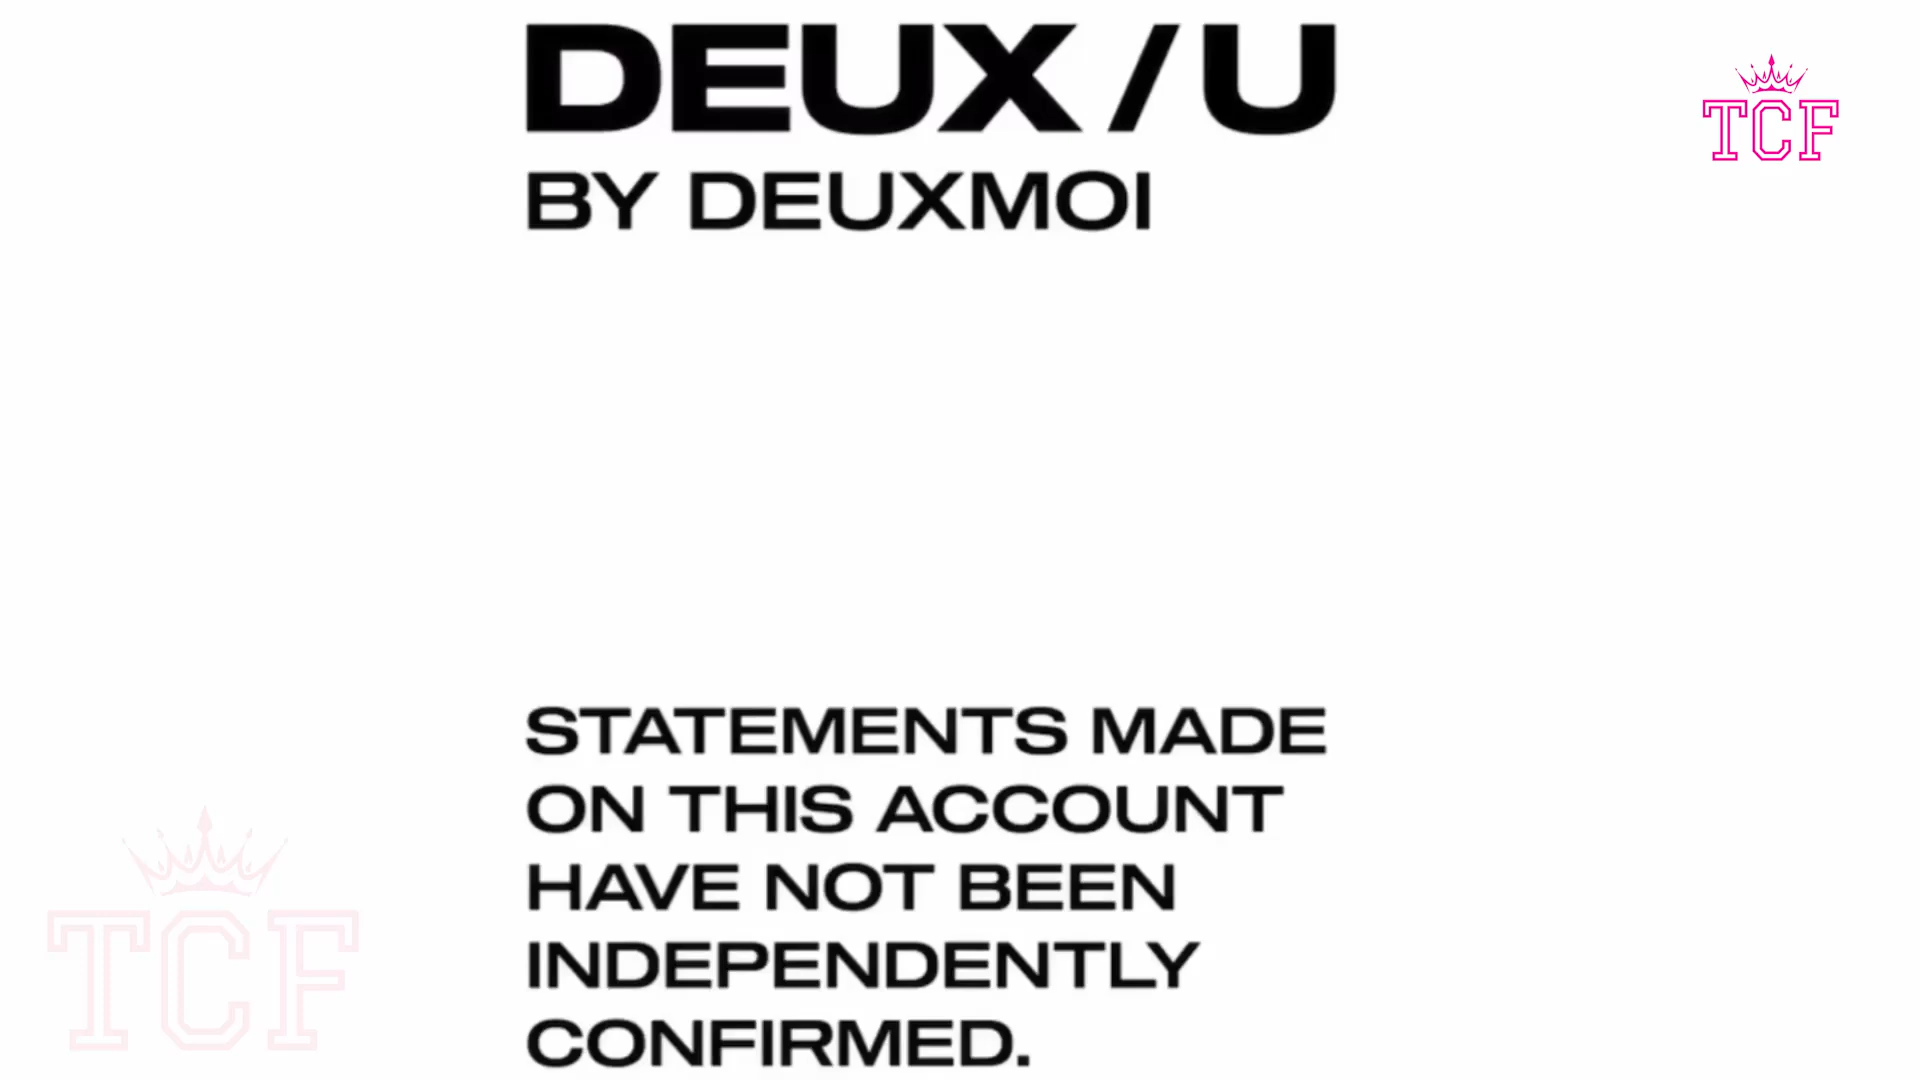 DEUX/U
BY DEUXMOI
TCF
STATEMENTS MADE
ON THIS ACCOUNT
HAVE NOT BEEN
INDEPENDENTLY
CONFIRMED.
TCF